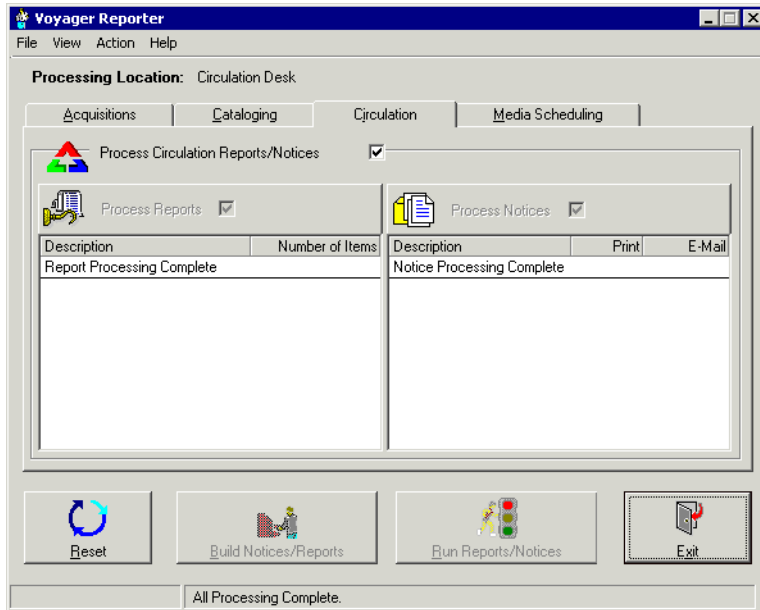 Voyager Reporter
File View Action Help
Processing Location: Circulation Desk
Acquisitions Cataloging Circulation Media Scheduling
Process Circulation Reports/Notices
Process Reports Process Notices
Description Number of Items Description Print E-Mail
Report Processing Complete Notice Processing Complete
Reset Build Notices/Reports Run Reports/Notices Exit
All Processing Complete.